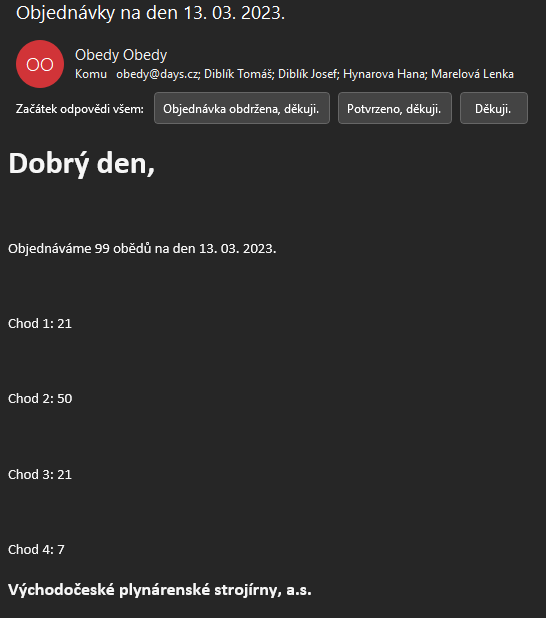 Objednávky na den 13. 03. 2023.
OO
Obedy Obedy
Komu obedy@days.cz; Diblík Tomáš; Diblík Josef; Hynarova Hana; Marelová Lenka
Začátek odpovědi všem: Objednávka obdržena, děkuji. Potvrzeno, děkuji. Děkuji.
Dobrý den,
Objednáváme 99 obědů na den 13. 03. 2023.
Chod 1: 21
Chod 2: 50
Chod 3: 21
Chod 4: 7
Východočeské plynárenské strojírny, a.s.